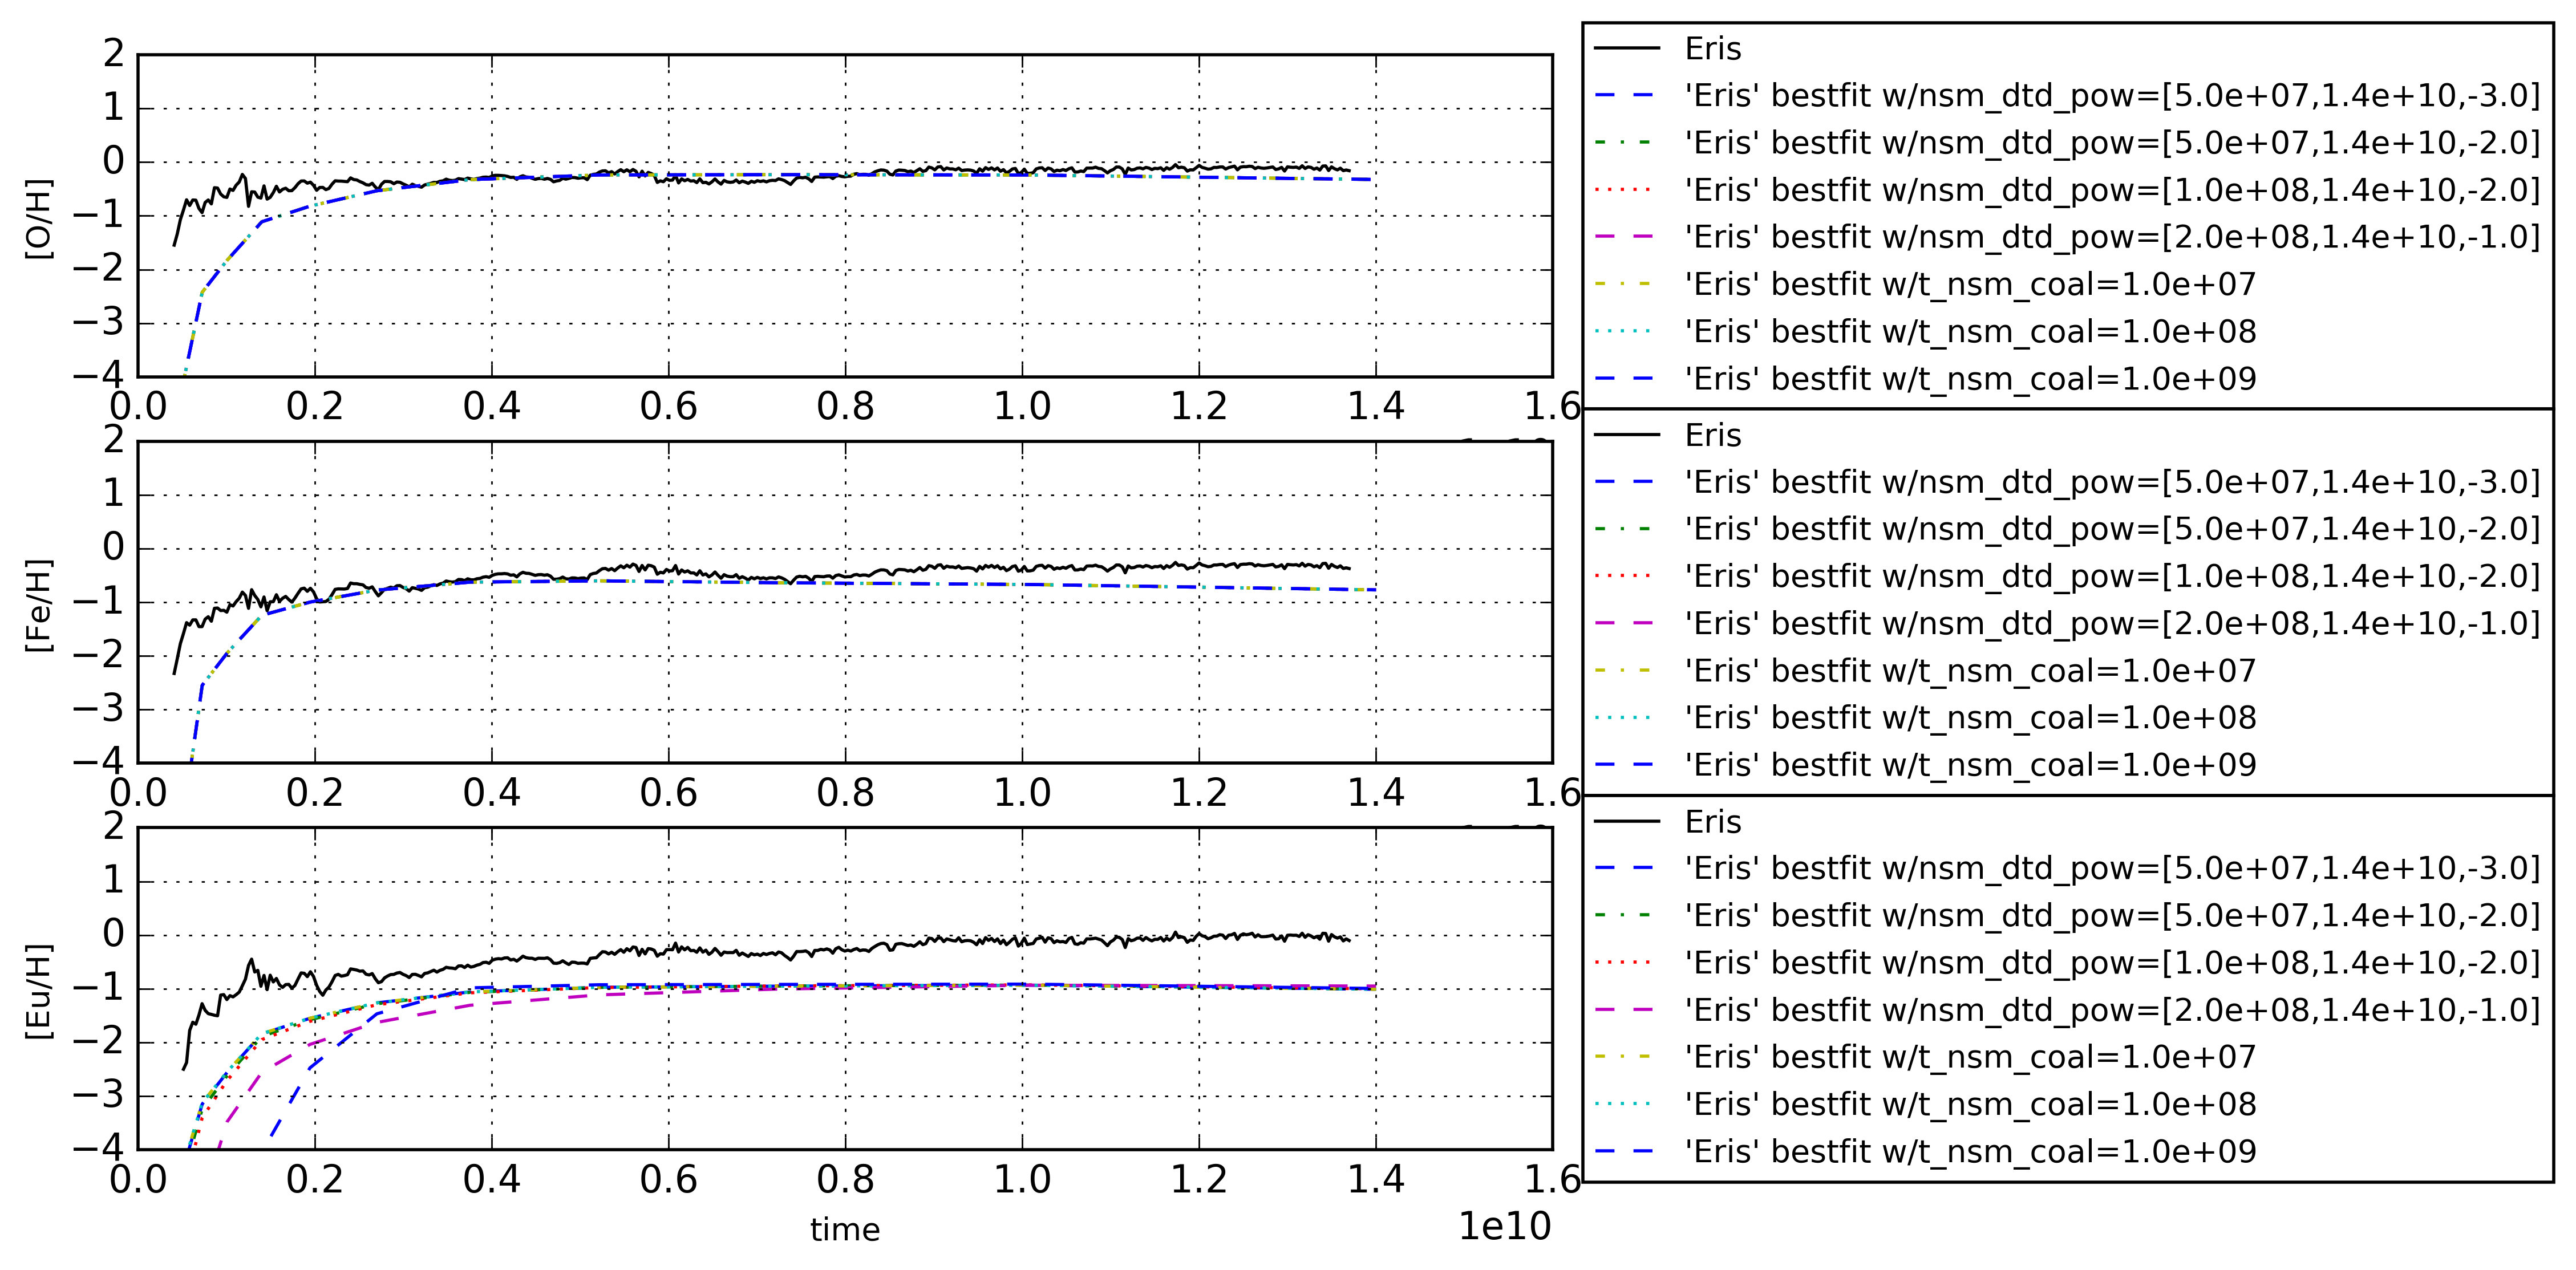 2
1
0
−1
−2
−3
−4
[O/H]
0.0 0.2 0.4 0.6 0.8 1.0 1.2 1.4 1.6
Eris
'Eris' bestfit w/nsm_dtd_pow=[5.0e+07,1.4e+10,-3.0]
'Eris' bestfit w/nsm_dtd_pow=[5.0e+07,1.4e+10,-2.0]
'Eris' bestfit w/nsm_dtd_pow=[1.0e+08,1.4e+10,-2.0]
'Eris' bestfit w/nsm_dtd_pow=[2.0e+08,1.4e+10,-1.0]
'Eris' bestfit w/t_nsm_coal=1.0e+07
'Eris' bestfit w/t_nsm_coal=1.0e+08
'Eris' bestfit w/t_nsm_coal=1.0e+09
2
1
0
−1
−2
−3
−4
[Fe/H]
0.0 0.2 0.4 0.6 0.8 1.0 1.2 1.4 1.6
Eris
'Eris' bestfit w/nsm_dtd_pow=[5.0e+07,1.4e+10,-3.0]
'Eris' bestfit w/nsm_dtd_pow=[5.0e+07,1.4e+10,-2.0]
'Eris' bestfit w/nsm_dtd_pow=[1.0e+08,1.4e+10,-2.0]
'Eris' bestfit w/nsm_dtd_pow=[2.0e+08,1.4e+10,-1.0]
'Eris' bestfit w/t_nsm_coal=1.0e+07
'Eris' bestfit w/t_nsm_coal=1.0e+08
'Eris' bestfit w/t_nsm_coal=1.0e+09
2
1
0
−1
−2
−3
−4
[Eu/H]
0.0 0.2 0.4 0.6 0.8 1.0 1.2 1.4 1.6
time
1e10
Eris
'Eris' bestfit w/nsm_dtd_pow=[5.0e+07,1.4e+10,-3.0]
'Eris' bestfit w/nsm_dtd_pow=[5.0e+07,1.4e+10,-2.0]
'Eris' bestfit w/nsm_dtd_pow=[1.0e+08,1.4e+10,-2.0]
'Eris' bestfit w/nsm_dtd_pow=[2.0e+08,1.4e+10,-1.0]
'Eris' bestfit w/t_nsm_coal=1.0e+07
'Eris' bestfit w/t_nsm_coal=1.0e+08
'Eris' bestfit w/t_nsm_coal=1.0e+09